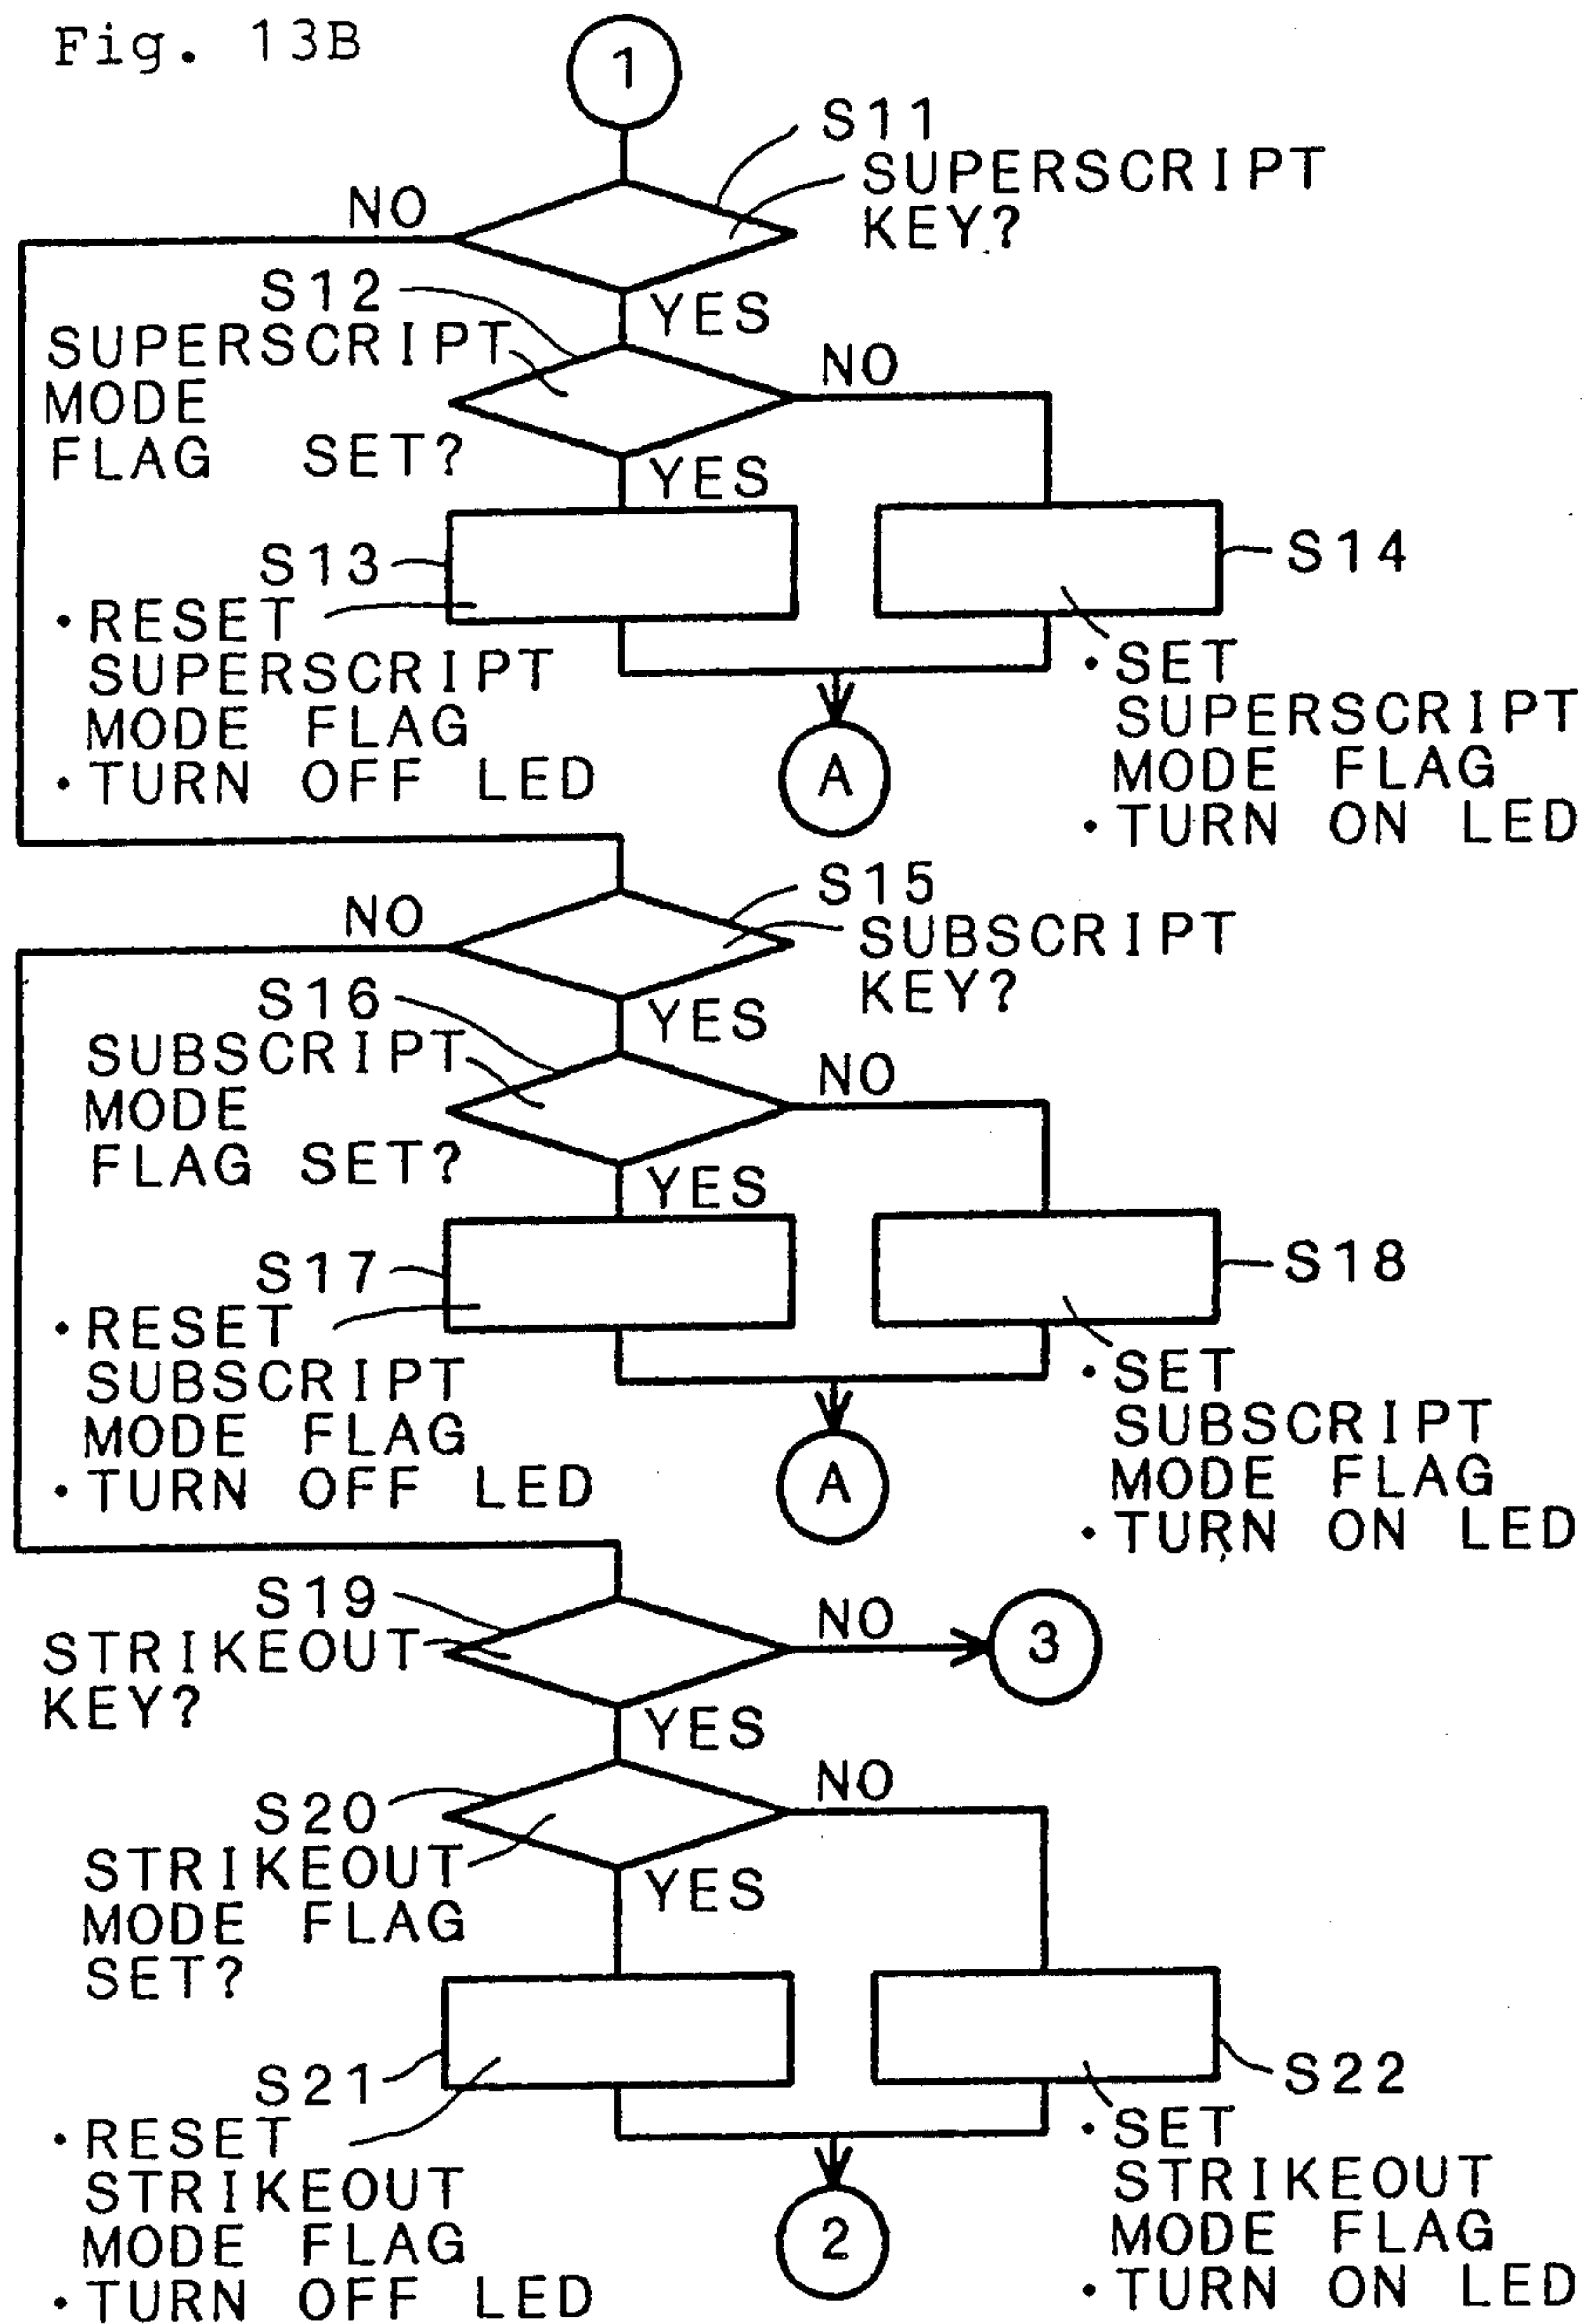 Fig. 13B
1
S11
SUPERSCRIPT
KEY?
NO
YES
S12
SUPERSCRIPT
MODE
FLAG SET?
NO
YES
S13
・RESET
SUPERSCRIPT
MODE FLAG
・TURN OFF LED
S14
・SET
SUPERSCRIPT
MODE FLAG
・TURN ON LED
A
S15
SUBSCRIPT
KEY?
NO
YES
S16
SUBSCRIPT
MODE
FLAG SET?
NO
YES
S17
・RESET
SUBSCRIPT
MODE FLAG
・TURN OFF LED
S18
・SET
SUBSCRIPT
MODE FLAG
・TURN ON LED
A
S19
STRIKEOUT
KEY?
NO
3
YES
S20
STRIKEOUT
MODE FLAG
SET?
NO
YES
S21
・RESET
STRIKEOUT
MODE FLAG
・TURN OFF LED
S22
・SET
STRIKEOUT
MODE FLAG
・TURN ON LED
2